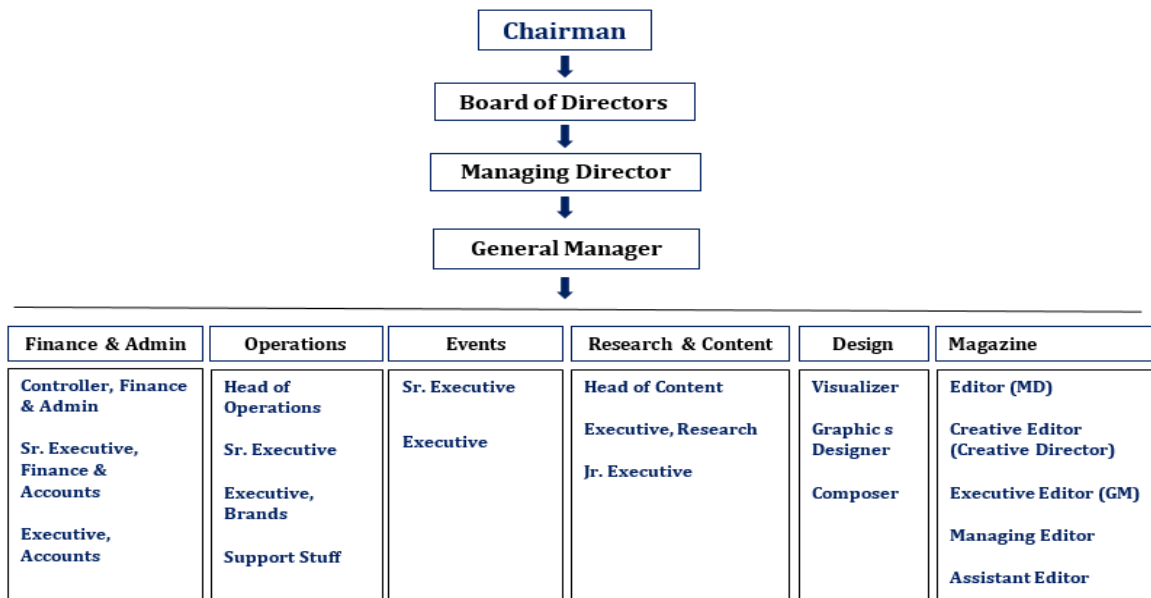 Chairman
Board of Directors
Managing Director
General Manager
Finance & Admin
Controller, Finance
& Admin
Sr. Executive,
Finance &
Accounts
Executive,
Accounts
Operations
Head of
Operations
Sr. Executive
Executive,
Brands
Support Stuff
Events
Sr. Executive
Executive
Research & Content
Head of Content
Executive, Research
Jr. Executive
Design
Visualizer
Graphic s
Designer
Composer
Magazine
Editor (MD)
Creative Editor
(Creative Director)
Executive Editor (GM)
Managing Editor
Assistant Editor